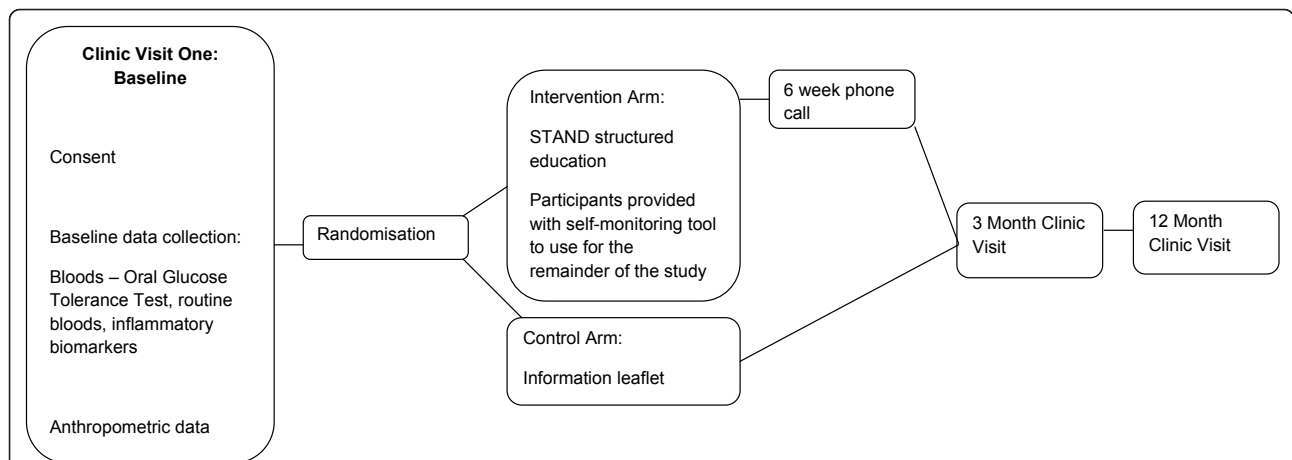 Clinic Visit One:
Baseline
Consent
Baseline data collection:
Bloods – Oral Glucose
Tolerance Test, routine
bloods, inflammatory
biomarkers
Anthropometric data
Randomisation
Intervention Arm:
STAND structured
education
Participants provided
with self-monitoring tool
to use for the
remainder of the study
Control Arm:
Information leaflet
6 week phone
call
3 Month Clinic
Visit
12 Month
Clinic Visit